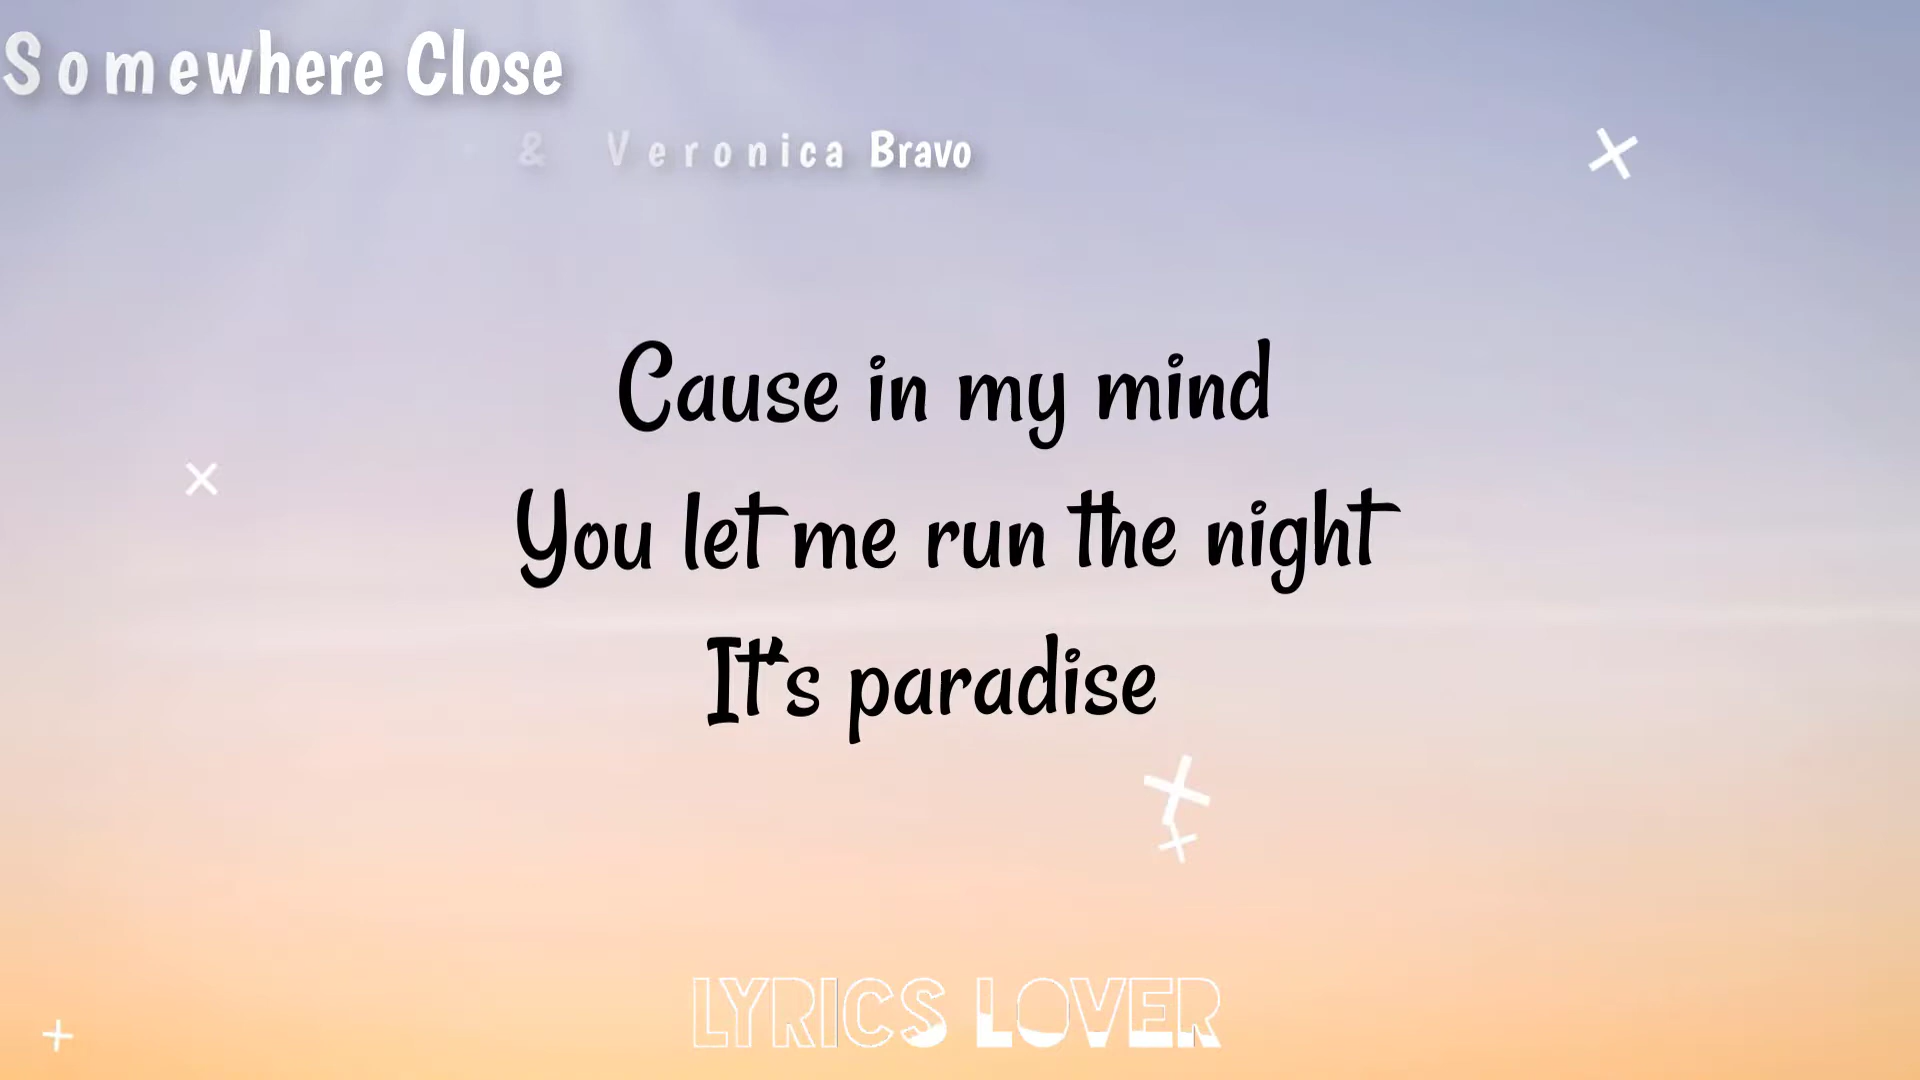 Somewhere Close
& Veronica Bravo
Cause in my mind
You let me run the night
It's paradise
LYRICS LOVER